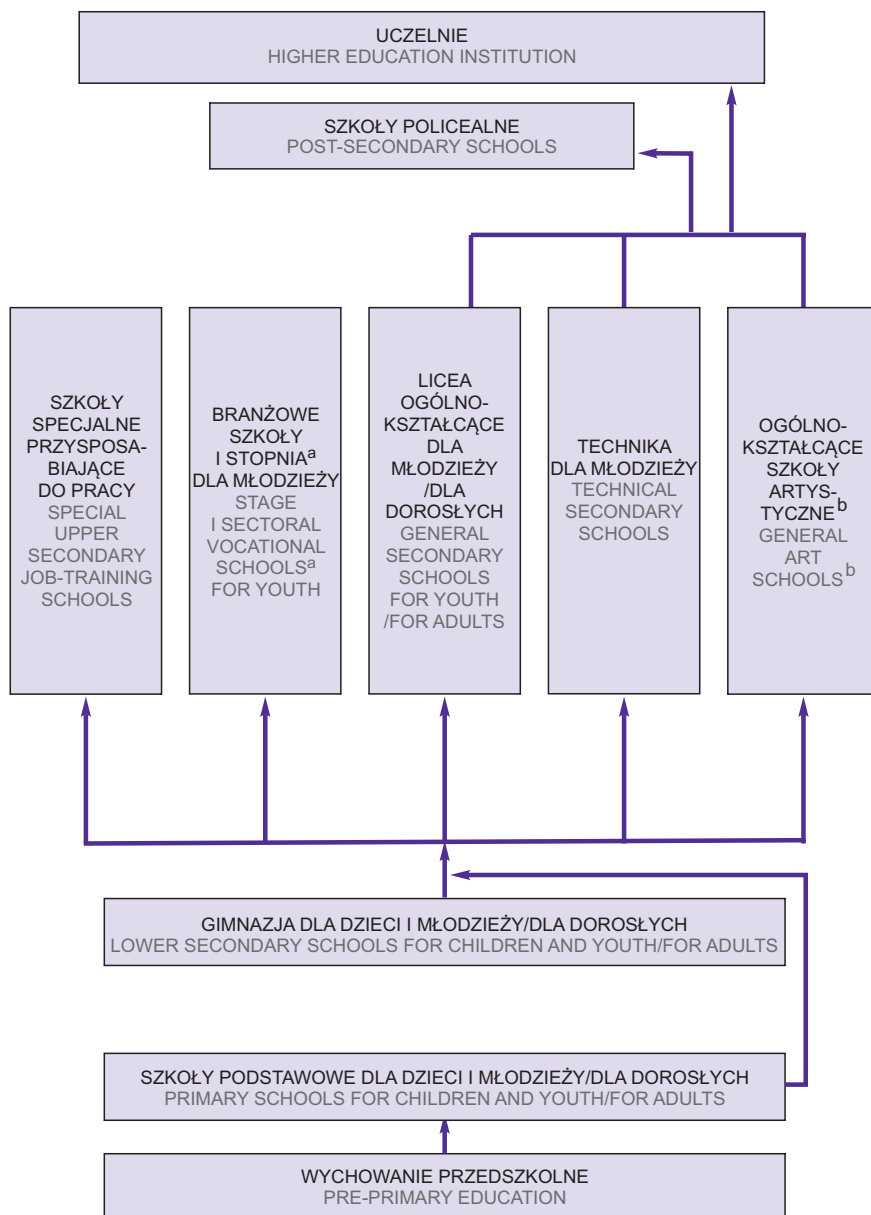 UCZELNIE
HIGHER EDUCATION INSTITUTION
SZKOŁY POLICEALNE
POST-SECONDARY SCHOOLS
SZKOŁY
SPECJALNE
PRZYSPOSA-
BIAJĄCE
DO PRACY
SPECIAL
UPPER
SECONDARY
JOB-TRAINING
SCHOOLS
BRANŻOWE
SZKOŁY
I STOPNIAᵃ
DLA MŁODZIEŻY
STAGE
I SECTORAL
VOCATIONAL
SCHOOLSᵃ
FOR YOUTH
LICEA
OGÓLNO-
KSZTAŁCĄCE
DLA
MŁODZIEŻY
/DLA
DOROSŁYCH
GENERAL
SECONDARY
SCHOOLS
FOR YOUTH
/FOR ADULTS
TECHNIKA
DLA MŁODZIEŻY
TECHNICAL
SECONDARY
SCHOOLS
OGÓLNO-
KSZTAŁCĄCE
SZKOŁY
ARTYS-
TYCZNEᵇ
GENERAL
ART
SCHOOLSᵇ
GIMNAZJA DLA DZIECI I MŁODZIEŻY/DLA DOROSŁYCH
LOWER SECONDARY SCHOOLS FOR CHILDREN AND YOUTH/FOR ADULTS
SZKOŁY PODSTAWOWE DLA DZIECI I MŁODZIEŻY/DLA DOROSŁYCH
PRIMARY SCHOOLS FOR CHILDREN AND YOUTH/FOR ADULTS
WYCHOWANIE PRZEDSZKOLNE
PRE-PRIMARY EDUCATION